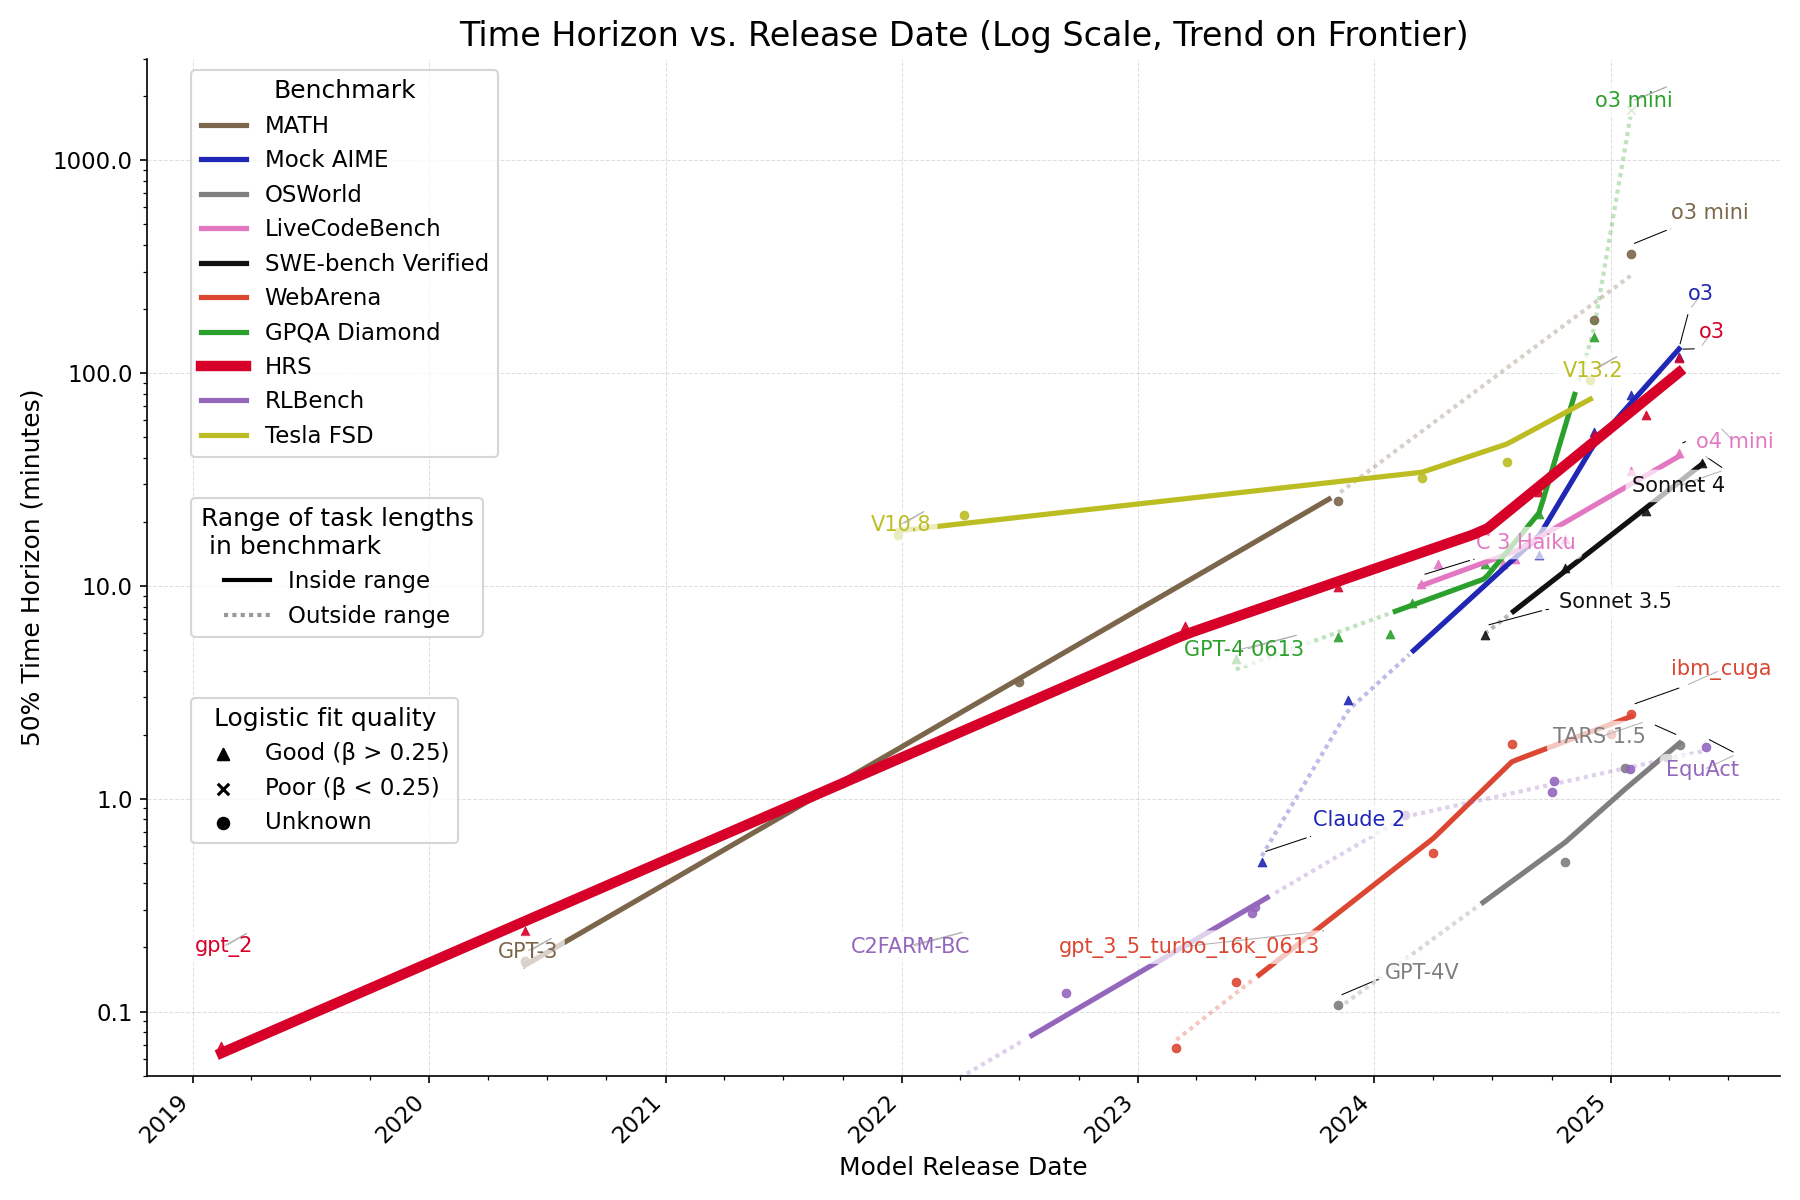 Time Horizon vs. Release Date (Log Scale, Trend on Frontier)
Benchmark
MATH
Mock AIME
OSWorld
LiveCodeBench
SWE-bench Verified
WebArena
GPQA Diamond
HRS
RLBench
Tesla FSD
Range of task lengths
in benchmark
Inside range
Outside range
Logistic fit quality
Good (β > 0.25)
Poor (β < 0.25)
Unknown
50% Time Horizon (minutes)
1000.0
100.0
10.0
1.0
0.1
o3 mini
o3 mini
o3
o3
V13.2
o4 mini
Sonnet 4
V10.8
C 3 Haiku
Sonnet 3.5
GPT-4 0613
ibm_cuga
TARS 1.5
EquAct
Claude 2
gpt_2
GPT-3
C2FARM-BC
gpt_3_5_turbo_16k_0613
GPT-4V
2019
2020
2021
2022
2023
2024
2025
Model Release Date